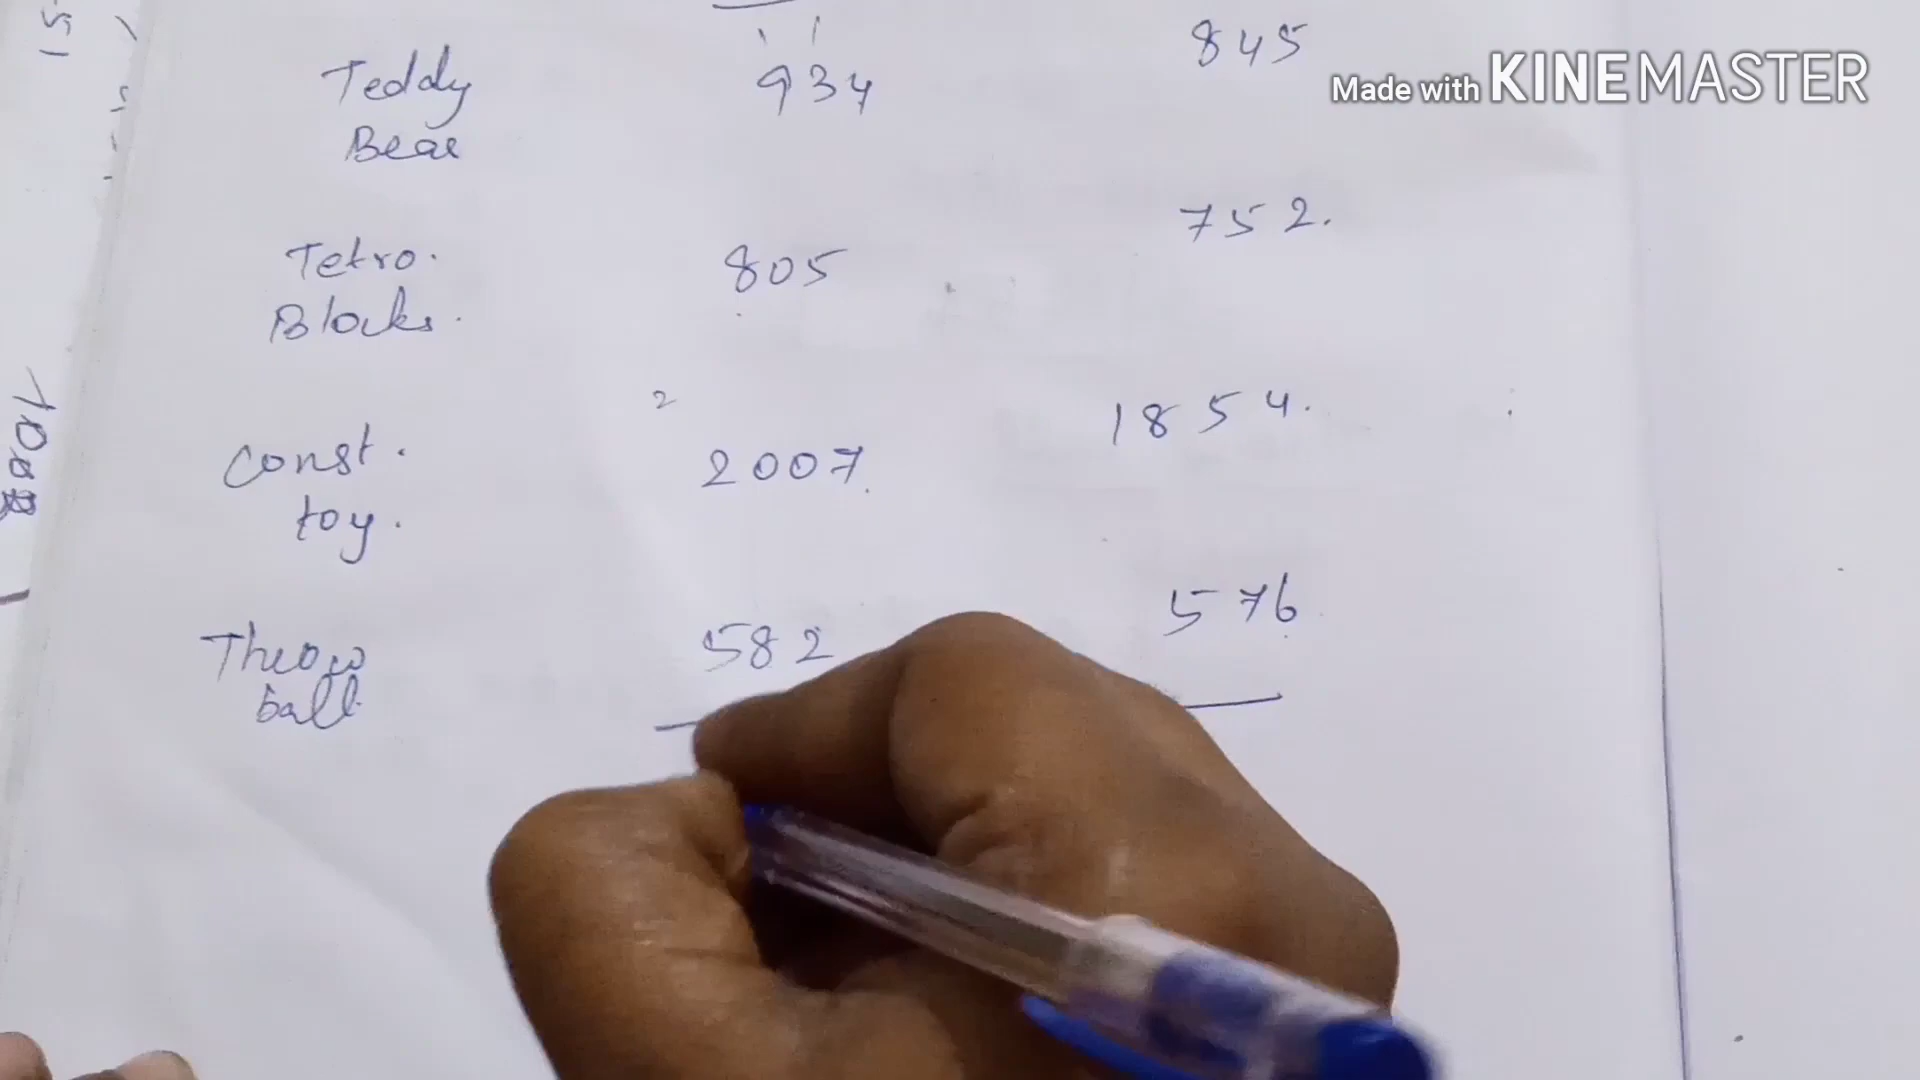 845
Made with KINEMASTER
Teddy 934
Bear
752.
Tetro. 805
Blocks.
2
1854.
Const. 2007.
toy.
576
Throw 582
ball